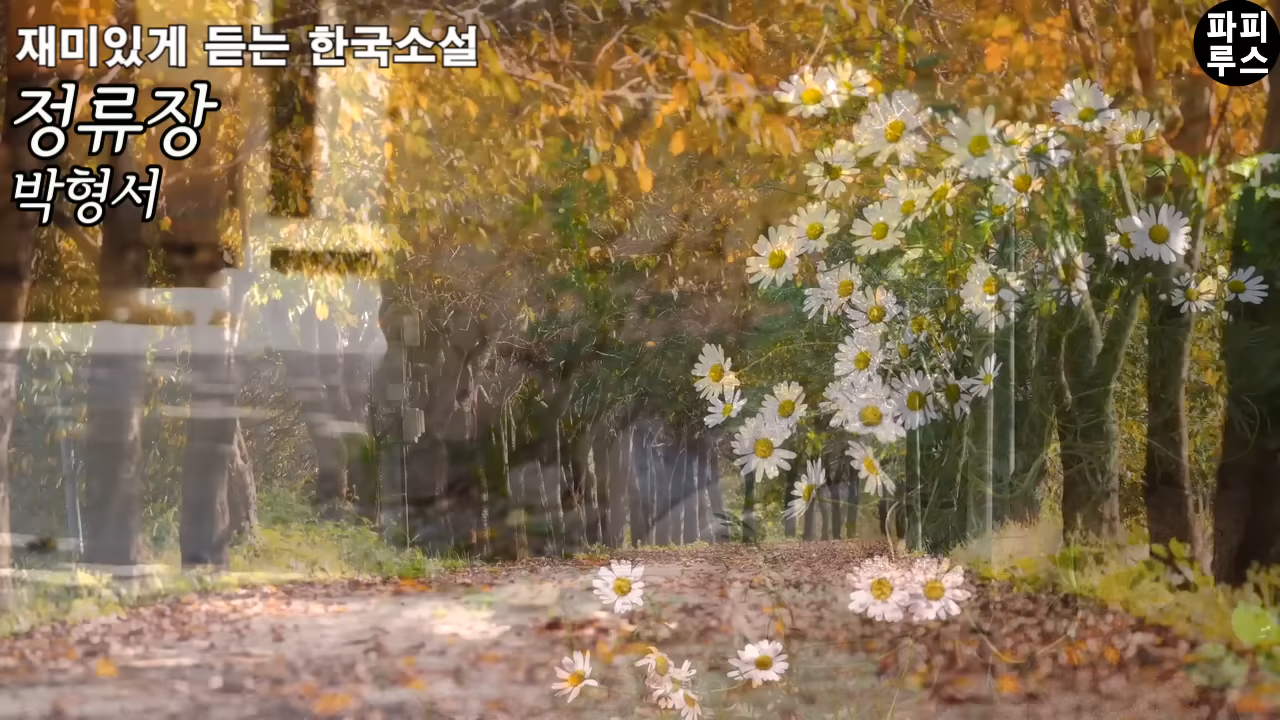 재미있게 듣는 한국소설
정류장
박형서
파피
루스